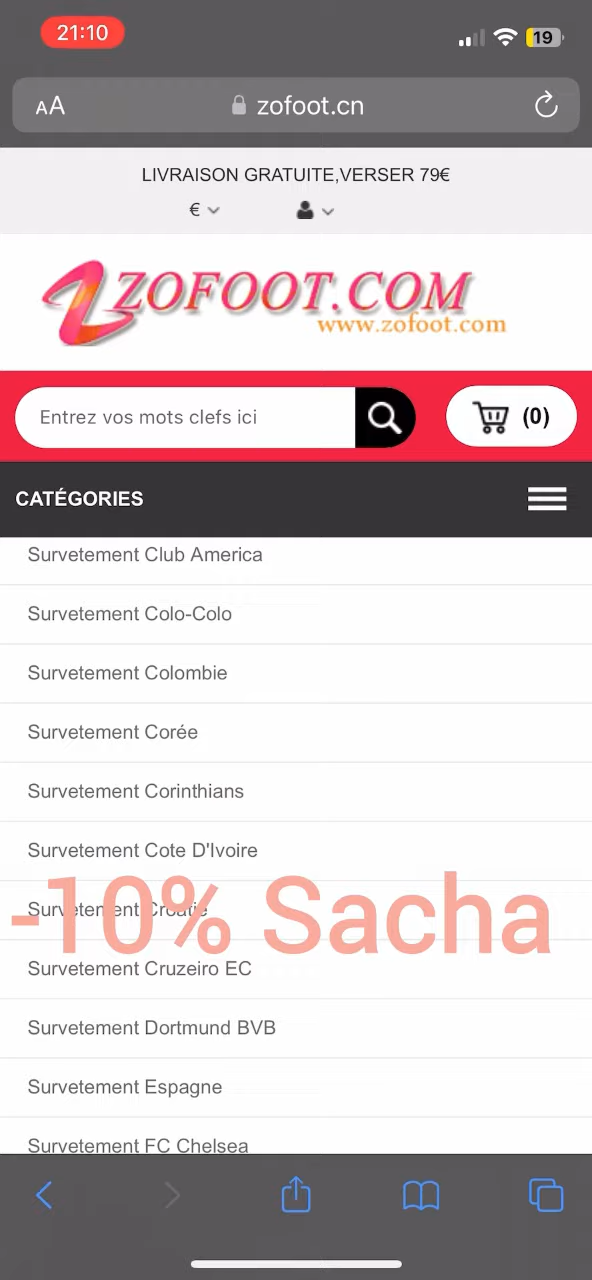 21:10
19
AA
zofoot.cn
LIVRAISON GRATUITE,VERSER 79€
€
ZOFOOT.COM
www.zofoot.com
Entrez vos mots clefs ici
(0)
CATÉGORIES
Survetement Club America
Survetement Colo-Colo
Survetement Colombie
Survetement Corée
Survetement Corinthians
Survetement Cote D'Ivoire
Survetement Croatie
-10% Sacha
Survetement Cruzeiro EC
Survetement Dortmund BVB
Survetement Espagne
Survetement FC Chelsea